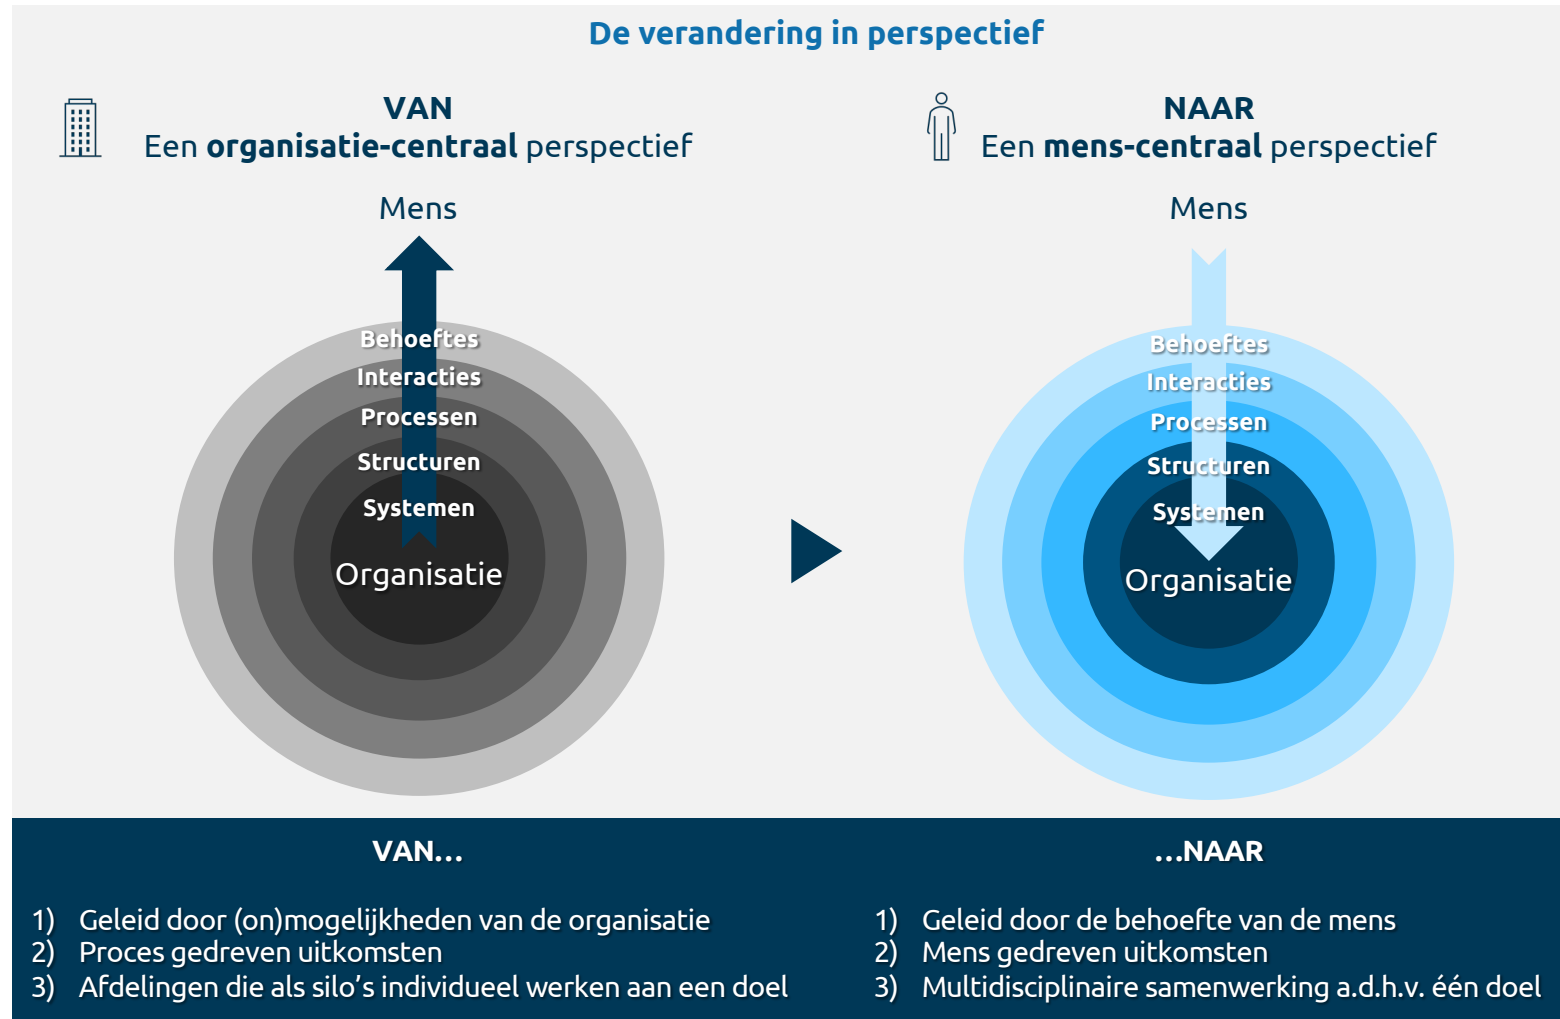 De verandering in perspectief
VAN
Een organisatie-centraal perspectief
Mens
Behoeftes
Interacties
Processen
Structuren
Systemen
Organisatie
NAAR
Een mens-centraal perspectief
Mens
Behoeftes
Interacties
Processen
Structuren
Systemen
Organisatie
VAN...
1) Geleid door (on)mogelijkheden van de organisatie
2) Proces gedreven uitkomsten
3) Afdelingen die als silo's individueel werken aan een doel
...NAAR
1) Geleid door de behoefte van de mens
2) Mens gedreven uitkomsten
3) Multidisciplinaire samenwerking a.d.h.v. één doel